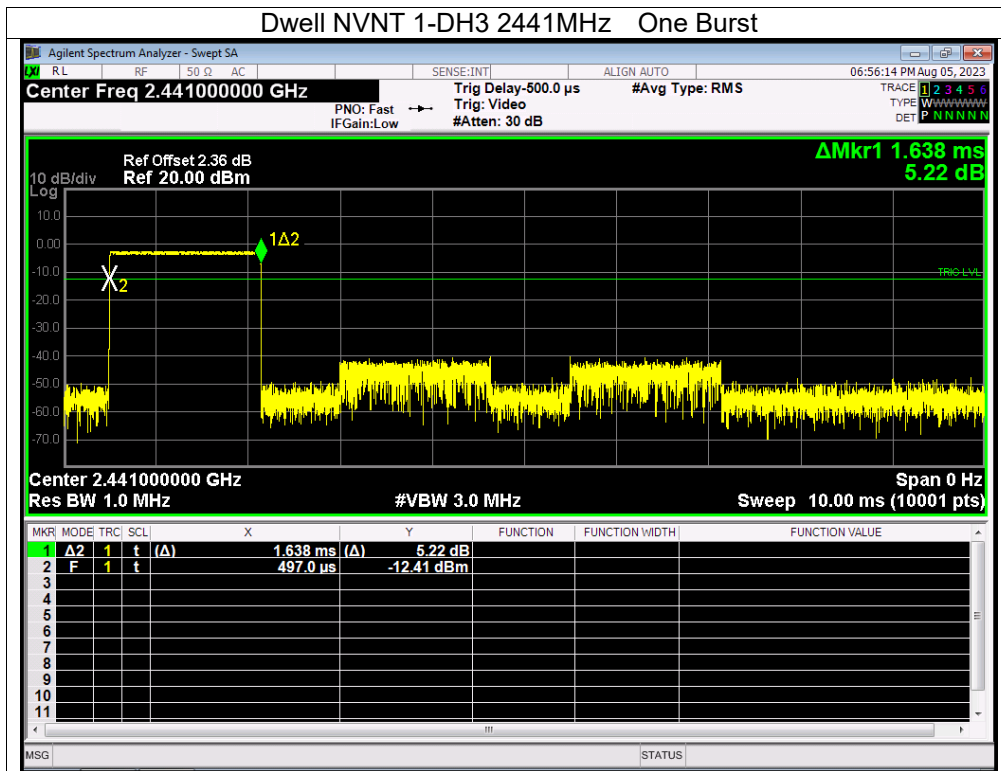 Dwell NVNT 1-DH3 2441MHz One Burst
Agilent Spectrum Analyzer - Swept SA
LXI RL RF 50 Ω AC SENSE:INT ALIGN AUTO 06:56:14 PM Aug 05, 2023
Center Freq 2.441000000 GHz Trig Delay-500.0 µs #Avg Type: RMS TRACE 1 2 3 4 5 6
PNO: Fast Trig: Video TYPE WWWWWW
IFGain:Low #Atten: 30 dB DET P N N N N N
ΔMkr1 1.638 ms
Ref Offset 2.36 dB
10 dB/div Ref 20.00 dBm 5.22 dB
Log
10.0
0.00
1Δ2
-10.0
TRIG LVL
2
-20.0
-30.0
-40.0
-50.0
-60.0
-70.0
Center 2.441000000 GHz Span 0 Hz
Res BW 1.0 MHz #VBW 3.0 MHz Sweep 10.00 ms (10001 pts)
MKR MODE TRC SCL X Y FUNCTION FUNCTION WIDTH FUNCTION VALUE
1 Δ2 1 t (Δ) 1.638 ms (Δ) 5.22 dB
2 F 1 t 497.0 µs -12.41 dBm
3
4
5
6
7
8
9
10
11
MSG STATUS